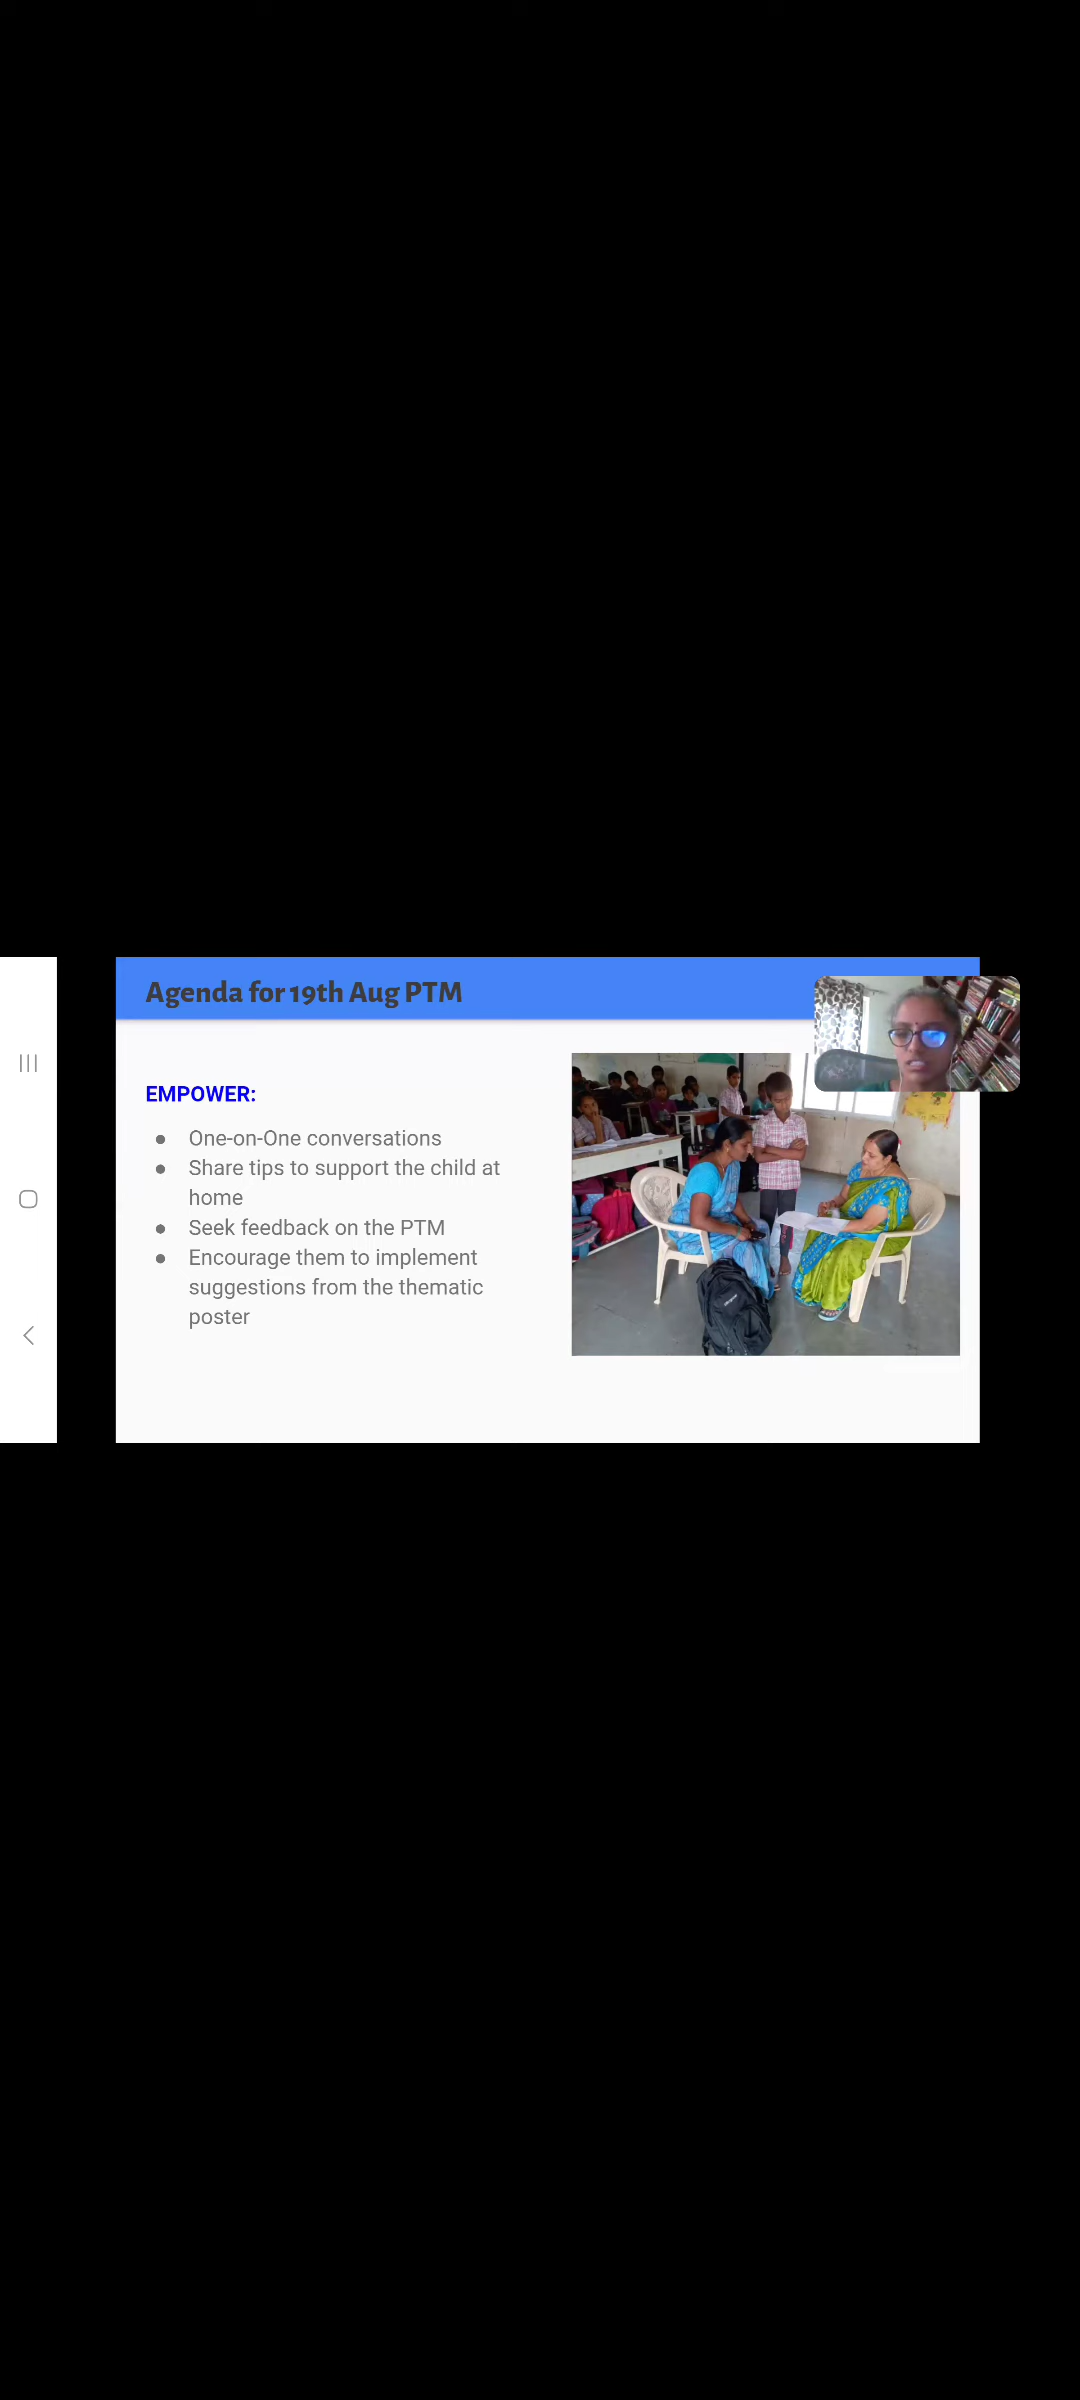 Agenda for 19th Aug PTM
EMPOWER:
● One-on-One conversations
● Share tips to support the child at
home
● Seek feedback on the PTM
● Encourage them to implement
suggestions from the thematic
poster